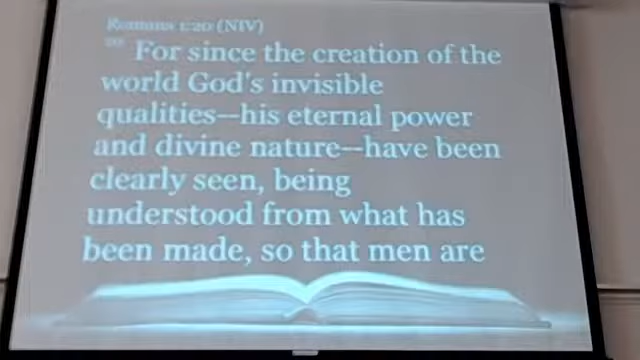 Romans 1:20 (NIV)
20 For since the creation of the
world God's invisible
qualities—his eternal power
and divine nature—have been
clearly seen, being
understood from what has
been made, so that men are